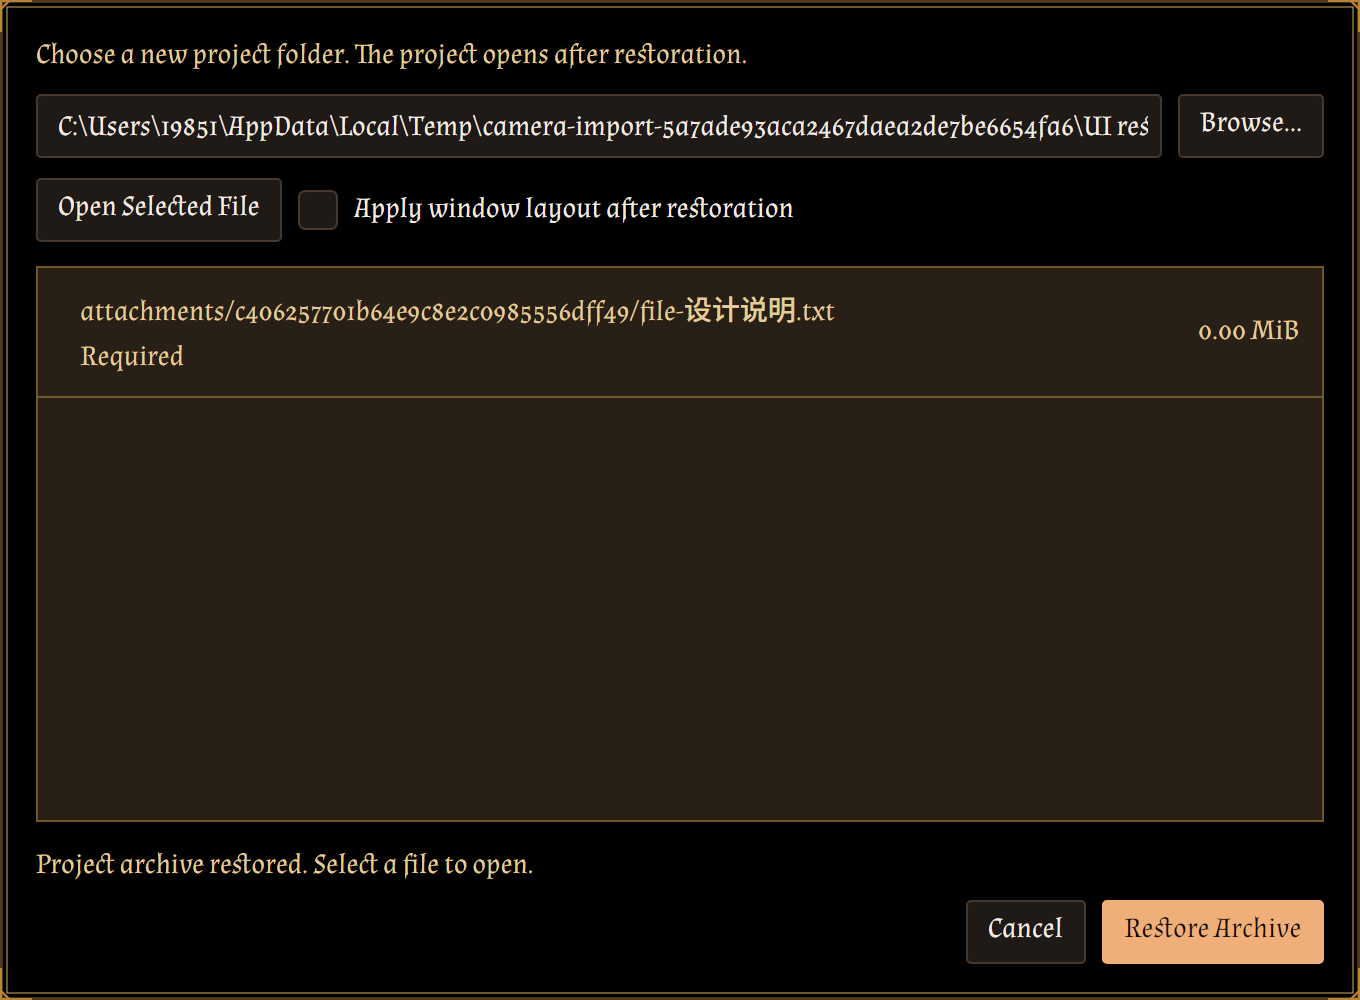 Choose a new project folder. The project opens after restoration.
C:\Users\19851\AppData\Local\Temp\camera-import-5a7ade93aca2467daea2de7be6654fa6\UI res
Browse...
Open Selected File
Apply window layout after restoration
attachments/c406257701b64e9c8e2c0985556dff49/file-设计说明.txt
0.00 MiB
Required
Project archive restored. Select a file to open.
Cancel
Restore Archive